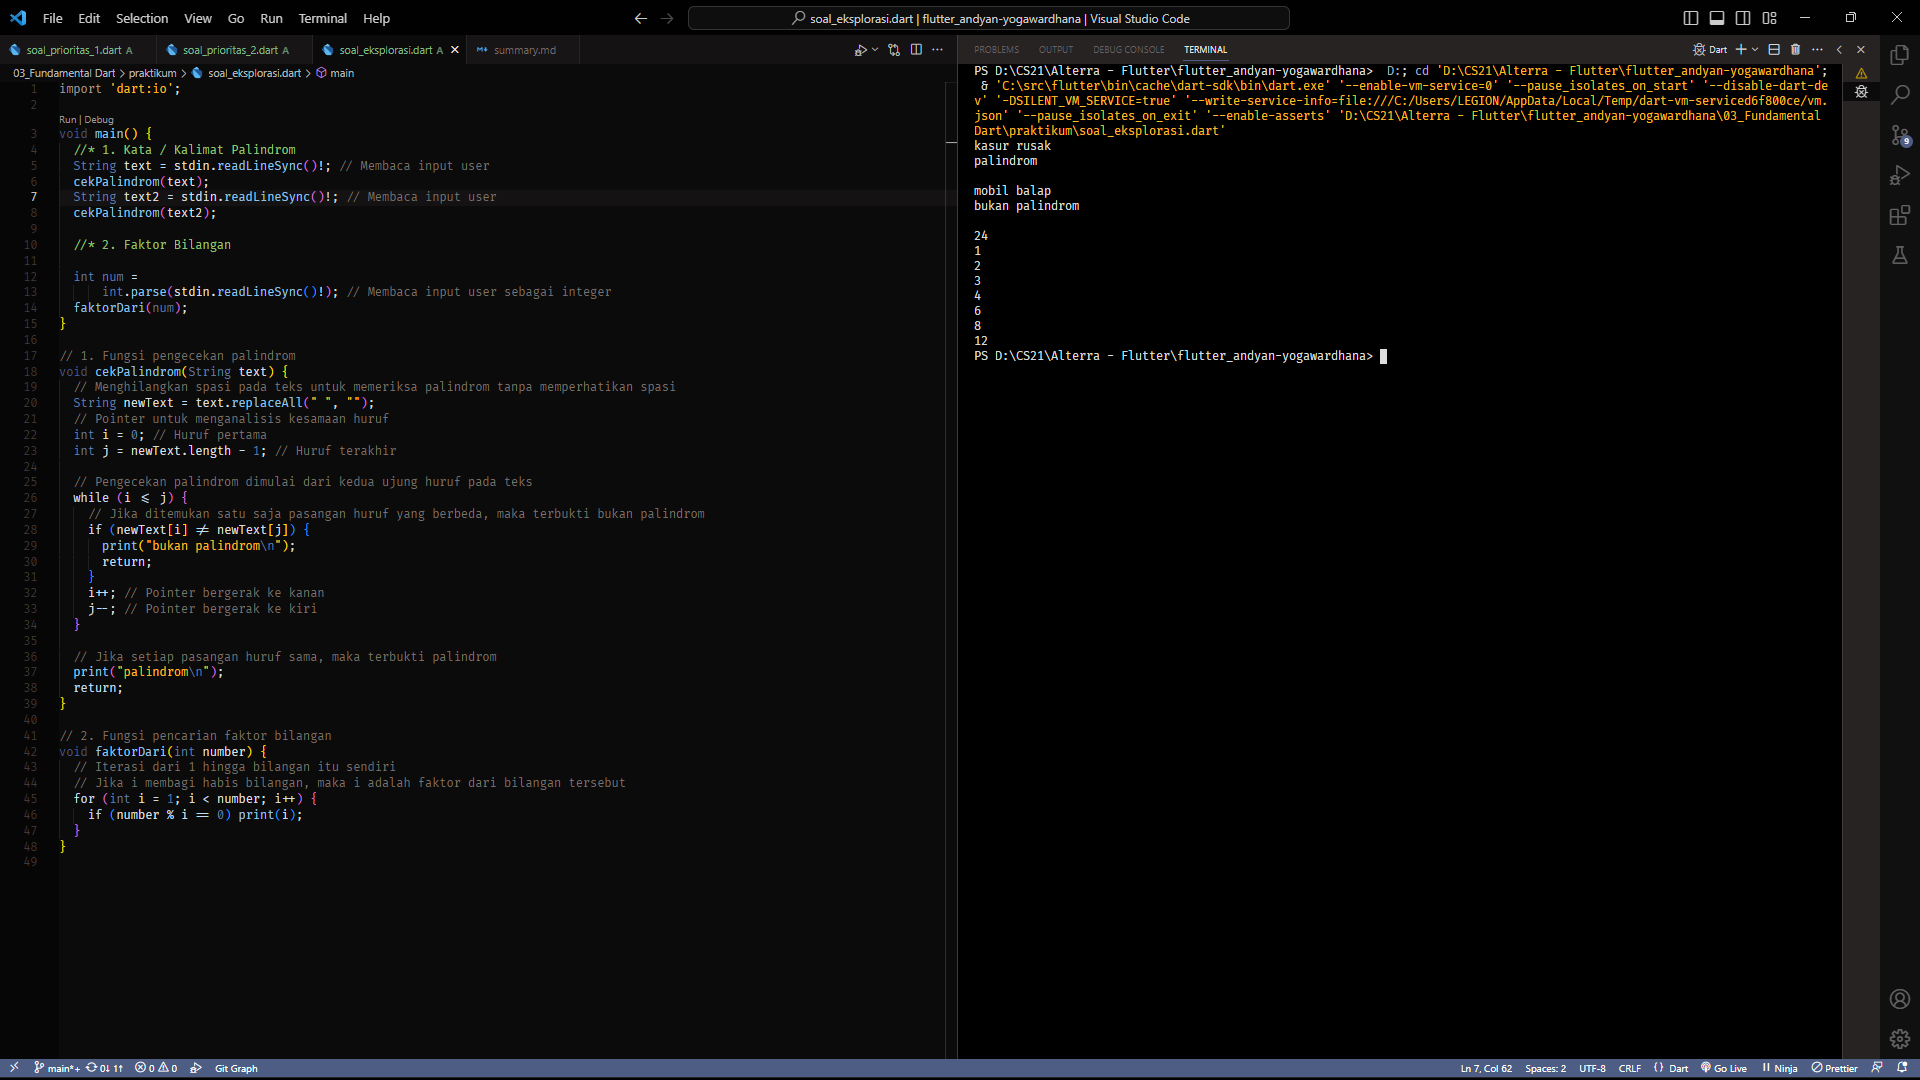 File Edit Selection View Go Run Terminal Help
soal_eksplorasi.dart | flutter_andyan-yogawardhana | Visual Studio Code
soal_prioritas_1.dart A soal_prioritas_2.dart A soal_eksplorasi.dart A summary.md
03_Fundamental Dart > praktikum > soal_eksplorasi.dart > main
1 import 'dart:io';
2
Run | Debug
3 void main() {
4 //* 1. Kata / Kalimat Palindrom
5 String text = stdin.readLineSync()!; // Membaca input user
6 cekPalindrom(text);
7 String text2 = stdin.readLineSync()!; // Membaca input user
8 cekPalindrom(text2);
9
10 //* 2. Faktor Bilangan
11
12 int num =
13 int.parse(stdin.readLineSync()!); // Membaca input user sebagai integer
14 faktorDari(num);
15 }
16
17 // 1. Fungsi pengecekan palindrom
18 void cekPalindrom(String text) {
19 // Menghilangkan spasi pada teks untuk memeriksa palindrom tanpa memperhatikan spasi
20 String newText = text.replaceAll(" ", "");
21 // Pointer untuk menganalisis kesamaan huruf
22 int i = 0; // Huruf pertama
23 int j = newText.length - 1; // Huruf terakhir
24
25 // Pengecekan palindrom dimulai dari kedua ujung huruf pada teks
26 while (i <= j) {
27 // Jika ditemukan satu saja pasangan huruf yang berbeda, maka terbukti bukan palindrom
28 if (newText[i] != newText[j]) {
29 print("bukan palindrom\n");
30 return;
31 }
32 i++; // Pointer bergerak ke kanan
33 j--; // Pointer bergerak ke kiri
34 }
35
36 // Jika setiap pasangan huruf sama, maka terbukti palindrom
37 print("palindrom\n");
38 return;
39 }
40
41 // 2. Fungsi pencarian faktor bilangan
42 void faktorDari(int number) {
43 // Iterasi dari 1 hingga bilangan itu sendiri
44 // Jika i membagi habis bilangan, maka i adalah faktor dari bilangan tersebut
45 for (int i = 1; i < number; i++) {
46 if (number % i == 0) print(i);
47 }
48 }
49
PROBLEMS OUTPUT DEBUG CONSOLE TERMINAL Dart
PS D:\CS21\Alterra - Flutter\flutter_andyan-yogawardhana> D:; cd 'D:\CS21\Alterra - Flutter\flutter_andyan-yogawardhana';
& 'C:\src\flutter\bin\cache\dart-sdk\bin\dart.exe' '--enable-vm-service=0' '--pause_isolates_on_start' '--disable-dart-de
v' '-DSILENT_VM_SERVICE=true' '--write-service-info=file:///C:/Users/LEGION/AppData/Local/Temp/dart-vm-serviced6f800ce/vm.
json' '--pause_isolates_on_exit' '--enable-asserts' 'D:\CS21\Alterra - Flutter\flutter_andyan-yogawardhana\03_Fundamental
Dart\praktikum\soal_eksplorasi.dart'
kasur rusak
palindrom
mobil balap
bukan palindrom
24
1
2
3
4
6
8
12
PS D:\CS21\Alterra - Flutter\flutter_andyan-yogawardhana>
9
main*+ 0↓ 1↑ 0 0 Git Graph
Ln 7, Col 62 Spaces: 2 UTF-8 CRLF { } Dart Go Live Ninja Prettier